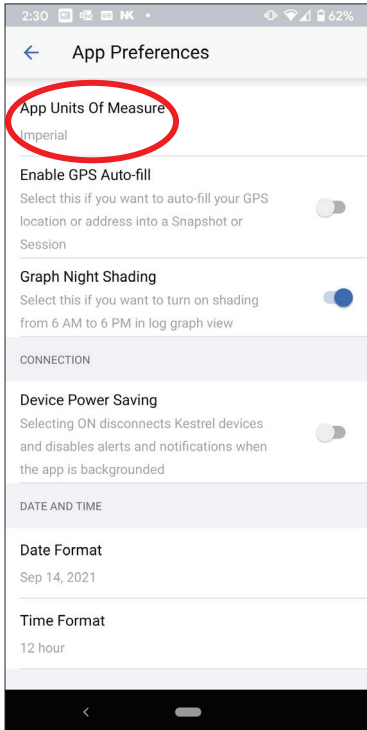 2:30 NK • 62%
App Preferences
App Units Of Measure
Imperial
Enable GPS Auto-fill
Select this if you want to auto-fill your GPS
location or address into a Snapshot or
Session
Graph Night Shading
Select this if you want to turn on shading
from 6 AM to 6 PM in log graph view
CONNECTION
Device Power Saving
Selecting ON disconnects Kestrel devices
and disables alerts and notifications when
the app is backgrounded
DATE AND TIME
Date Format
Sep 14, 2021
Time Format
12 hour